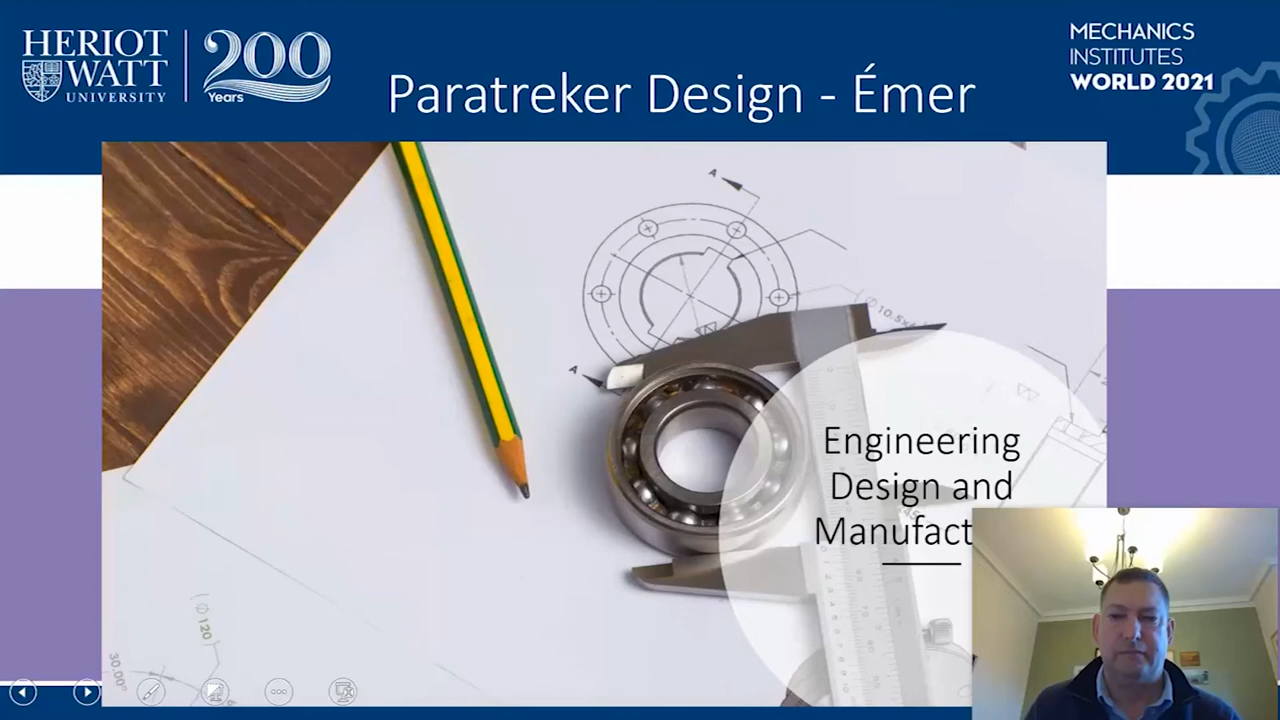 HERIOT
WATT
UNIVERSITY
200
Years
MECHANICS
INSTITUTES
WORLD 2021
Paratreker Design - Émer
A
A
Engineering
Design and
Manufact
∅120
30.00°